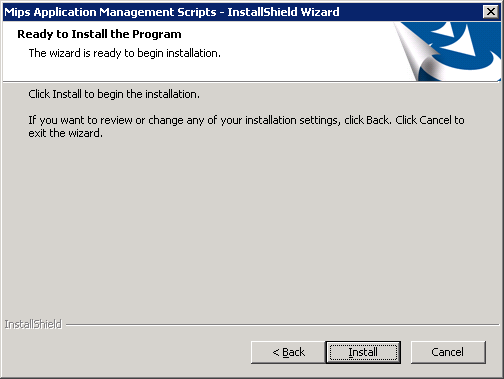 Mips Application Management Scripts - InstallShield Wizard
Ready to Install the Program
The wizard is ready to begin installation.
Click Install to begin the installation.
If you want to review or change any of your installation settings, click Back. Click Cancel to
exit the wizard.
InstallShield
< Back Install Cancel